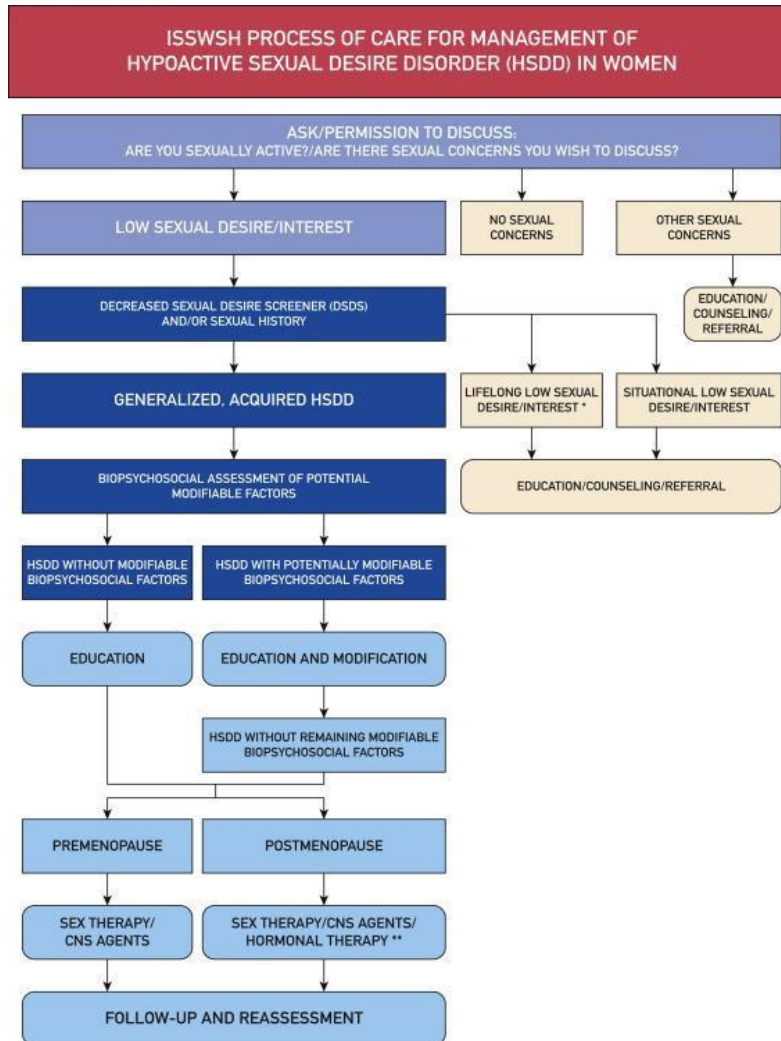 ISSWSH PROCESS OF CARE FOR MANAGEMENT OF
HYPOACTIVE SEXUAL DESIRE DISORDER (HSDD) IN WOMEN
ASK/PERMISSION TO DISCUSS:
ARE YOU SEXUALLY ACTIVE?/ARE THERE SEXUAL CONCERNS YOU WISH TO DISCUSS?
LOW SEXUAL DESIRE/INTEREST
NO SEXUAL
CONCERNS
OTHER SEXUAL
CONCERNS
EDUCATION/
COUNSELING/
REFERRAL
DECREASED SEXUAL DESIRE SCREENER (DSDS)
AND/OR SEXUAL HISTORY
GENERALIZED, ACQUIRED HSDD
LIFELONG LOW SEXUAL
DESIRE/INTEREST *
SITUATIONAL LOW SEXUAL
DESIRE/INTEREST
BIOPSYCHOSOCIAL ASSESSMENT OF POTENTIAL
MODIFIABLE FACTORS
EDUCATION/COUNSELING/REFERRAL
HSDD WITHOUT MODIFIABLE
BIOPSYCHOSOCIAL FACTORS
HSDD WITH POTENTIALLY MODIFIABLE
BIOPSYCHOSOCIAL FACTORS
EDUCATION
EDUCATION AND MODIFICATION
HSDD WITHOUT REMAINING MODIFIABLE
BIOPSYCHOSOCIAL FACTORS
PREMENOPAUSE
POSTMENOPAUSE
SEX THERAPY/
CNS AGENTS
SEX THERAPY/CNS AGENTS/
HORMONAL THERAPY **
FOLLOW-UP AND REASSESSMENT